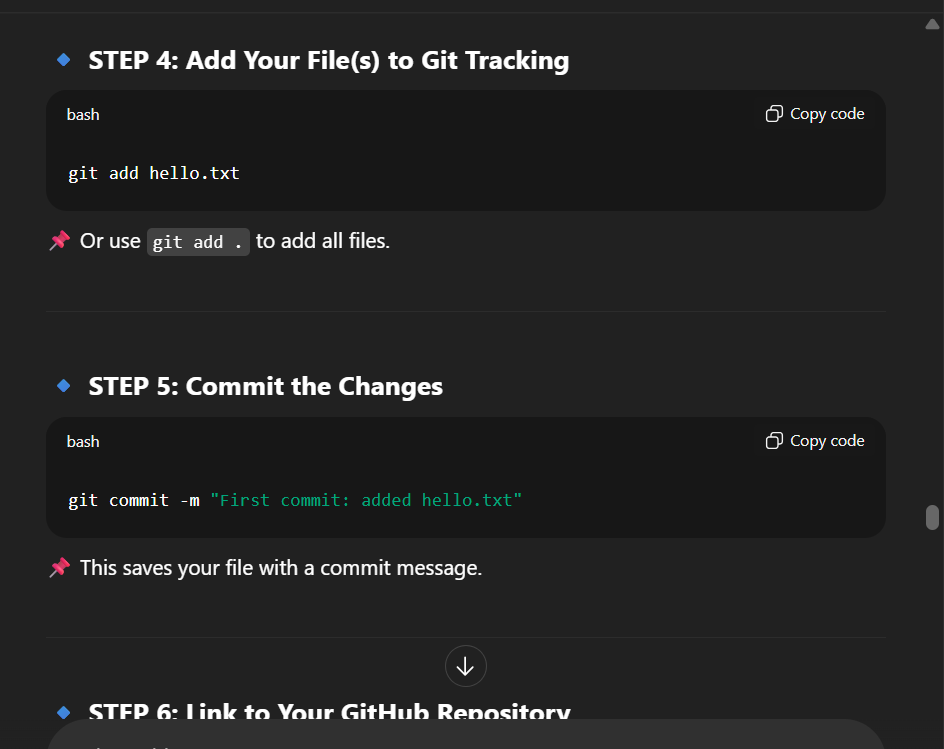 STEP 4: Add Your File(s) to Git Tracking
bash
Copy code
git add hello.txt
Or use git add . to add all files.
STEP 5: Commit the Changes
bash
Copy code
git commit -m "First commit: added hello.txt"
This saves your file with a commit message.
STEP 6: Link to Your GitHub Repository